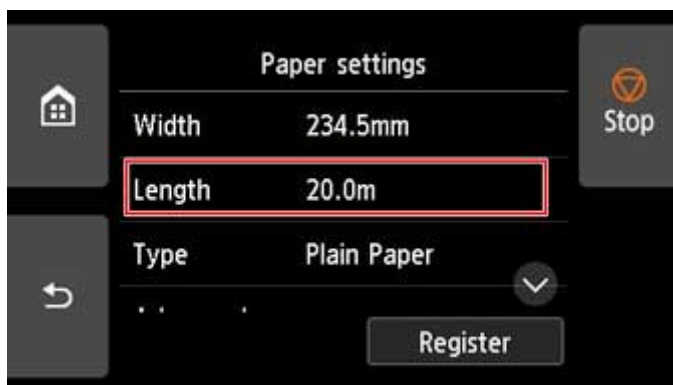 Paper settings
Width 234.5mm
Stop
Length 20.0m
Type Plain Paper
Register